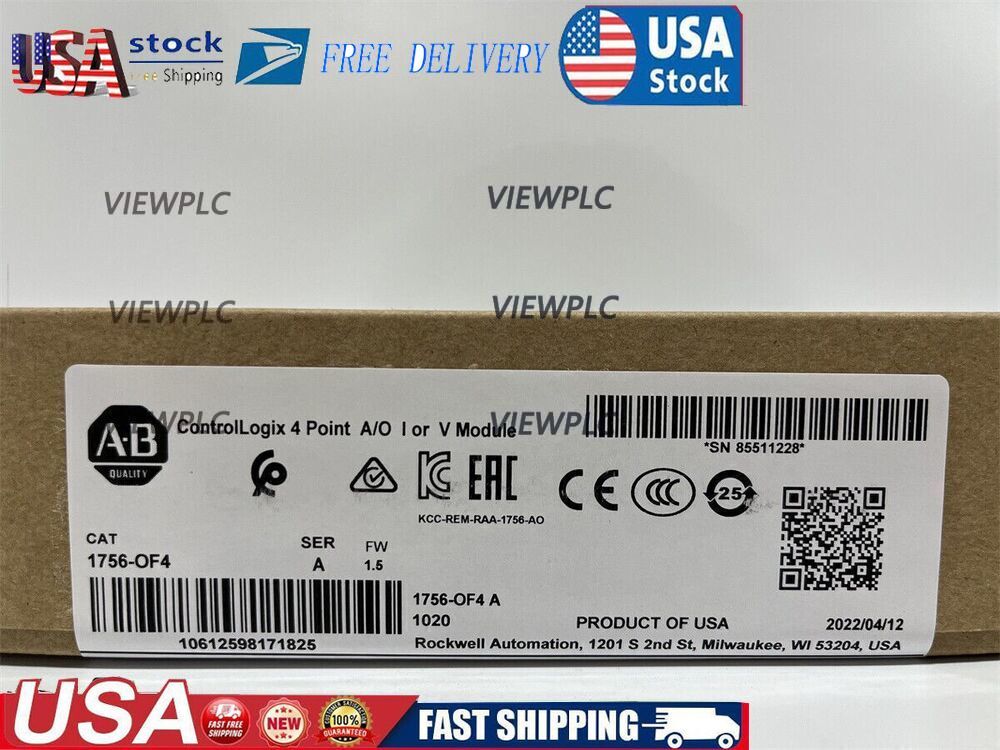 USA stock
Free Shipping
FREE DELIVERY
USA
Stock
VIEWPLC
VIEWPLC
VIEWPLC
VIEWPLC
VIEWPLC
VIEWPLC
A·B
QUALITY
ControlLogix 4 Point A/O I or V Module
*SN 85511228*
KCC-REM-RAA-1756-AO
25
CAT
1756-OF4
SER
A
FW
1.5
10612598171825
1756-OF4 A
1020
PRODUCT OF USA
2022/04/12
Rockwell Automation, 1201 S 2nd St, Milwaukee, WI 53204, USA
USA
FAST FREE
SHIPPING
NEW
CUSTOMER SATISFACTION
100%
GUARANTEED
FAST SHIPPING